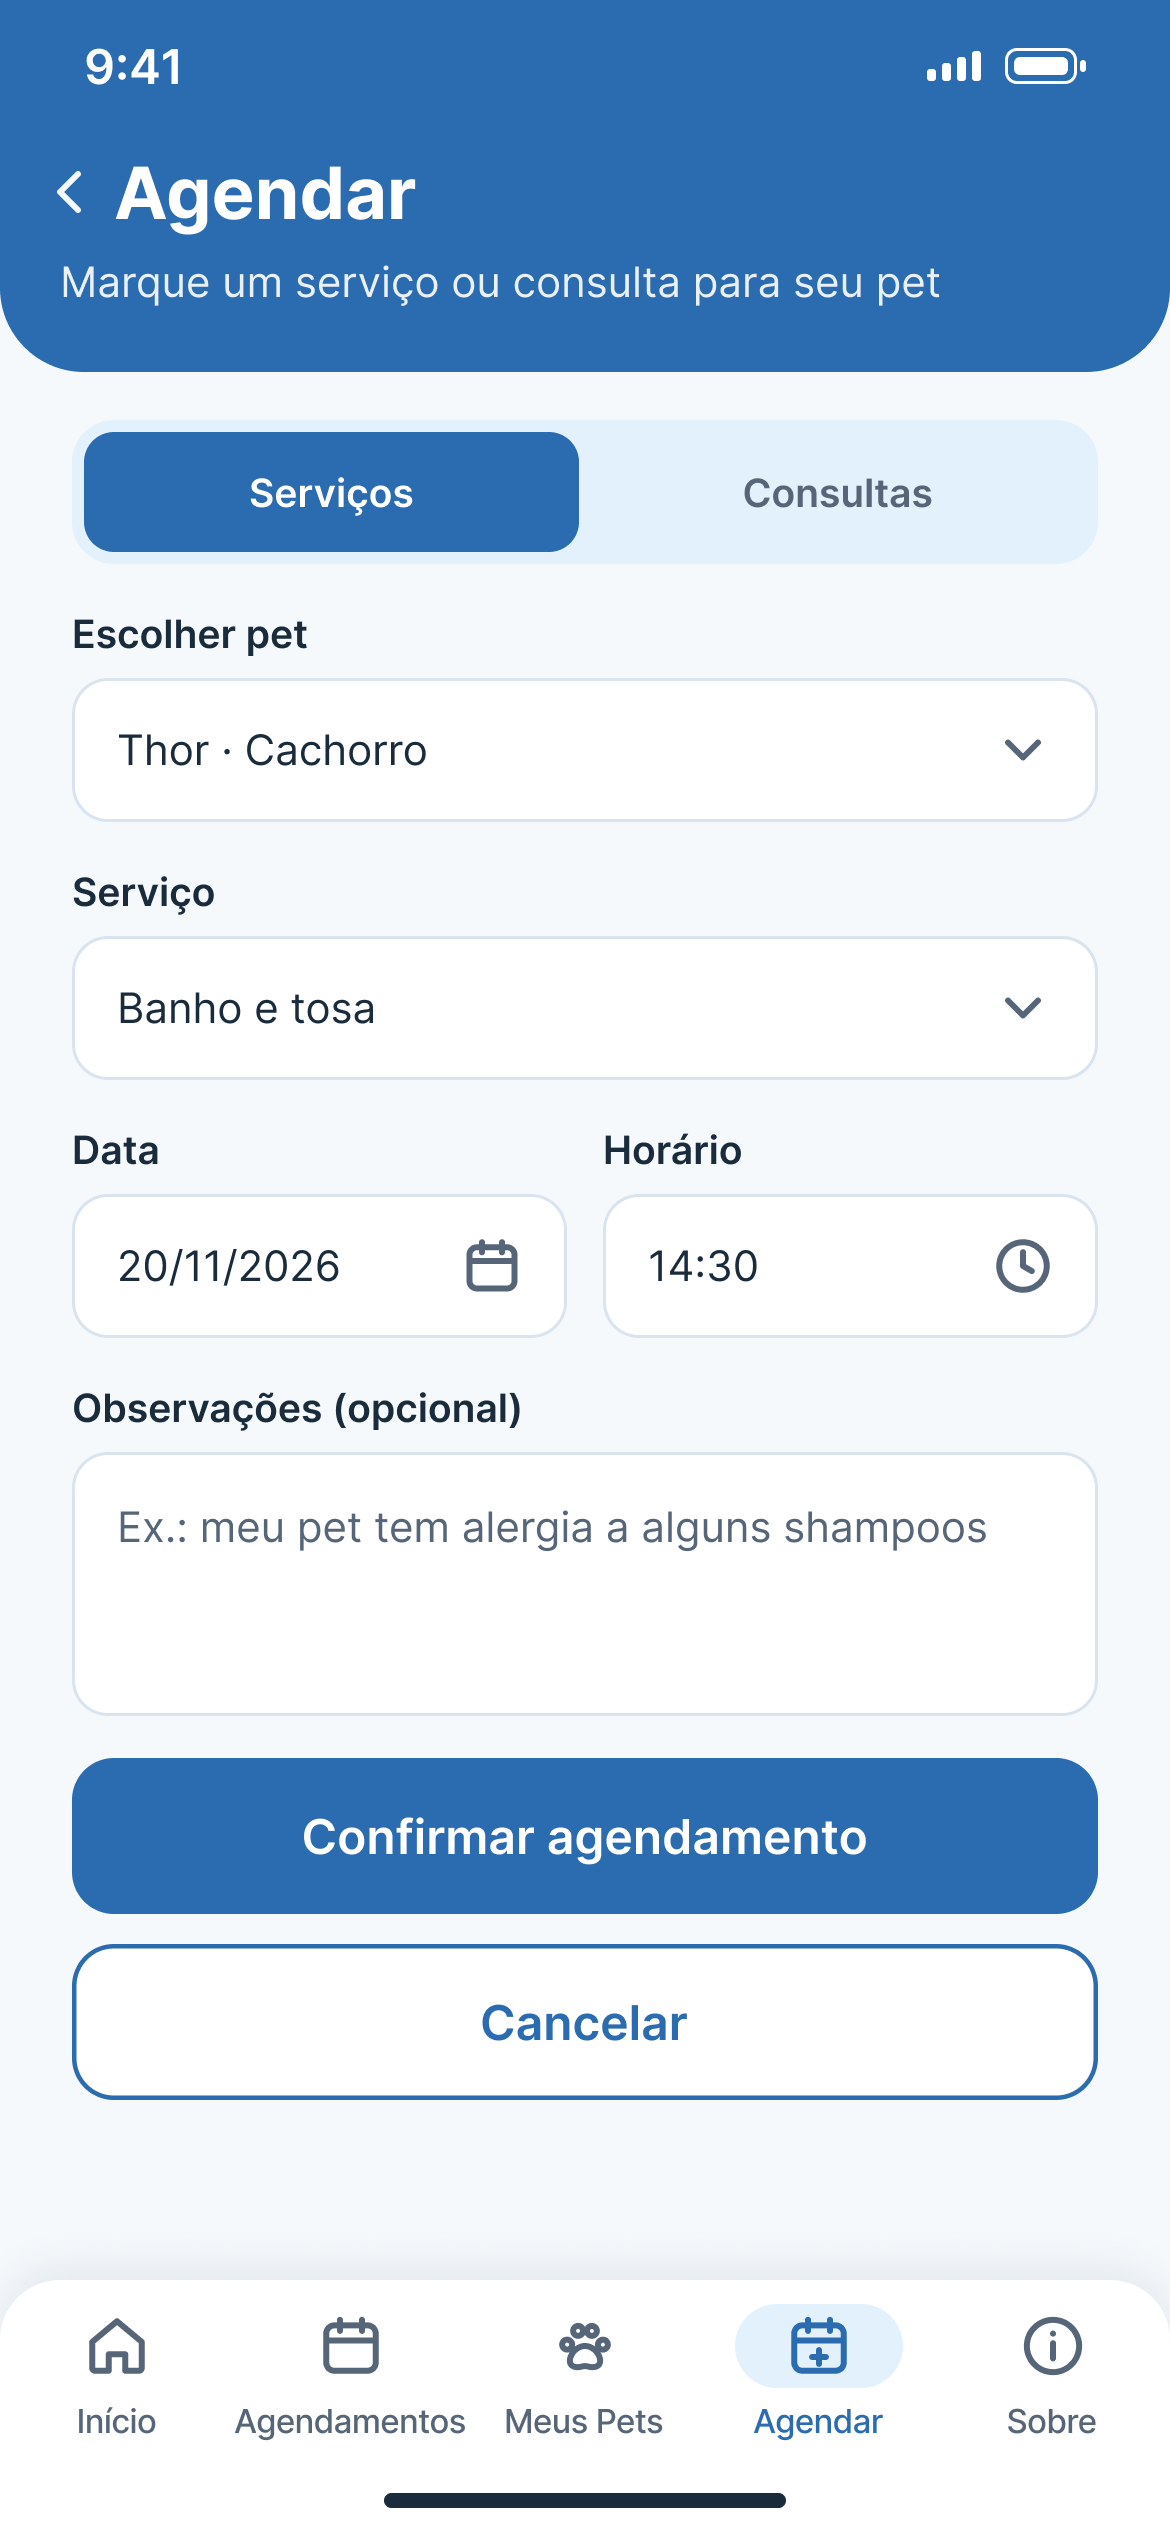 9:41
Agendar
Marque um serviço ou consulta para seu pet
Serviços
Consultas
Escolher pet
Thor · Cachorro
Serviço
Banho e tosa
Data
Horário
20/11/2026
14:30
Observações (opcional)
Ex.: meu pet tem alergia a alguns shampoos
Confirmar agendamento
Cancelar
Início
Agendamentos
Meus Pets
Agendar
Sobre